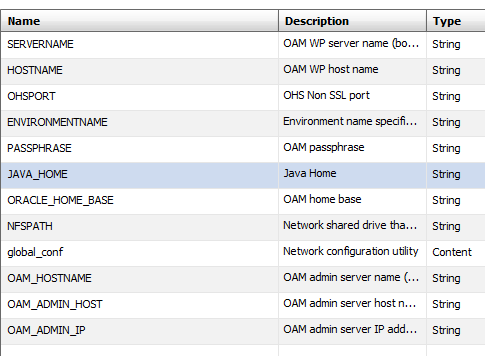 Name Description Type
SERVERNAME OAM WP server name (bo... String
HOSTNAME OAM WP host name String
OHSPORT OHS Non SSL port String
ENVIRONMENTNAME Environment name specifi... String
PASSPHRASE OAM passphrase String
JAVA_HOME Java Home String
ORACLE_HOME_BASE OAM home base String
NFSPATH Network shared drive tha... String
global_conf Network configuration utility Content
OAM_HOSTNAME OAM admin server name (... String
OAM_ADMIN_HOST OAM admin server host n... String
OAM_ADMIN_IP OAM admin server IP add... String